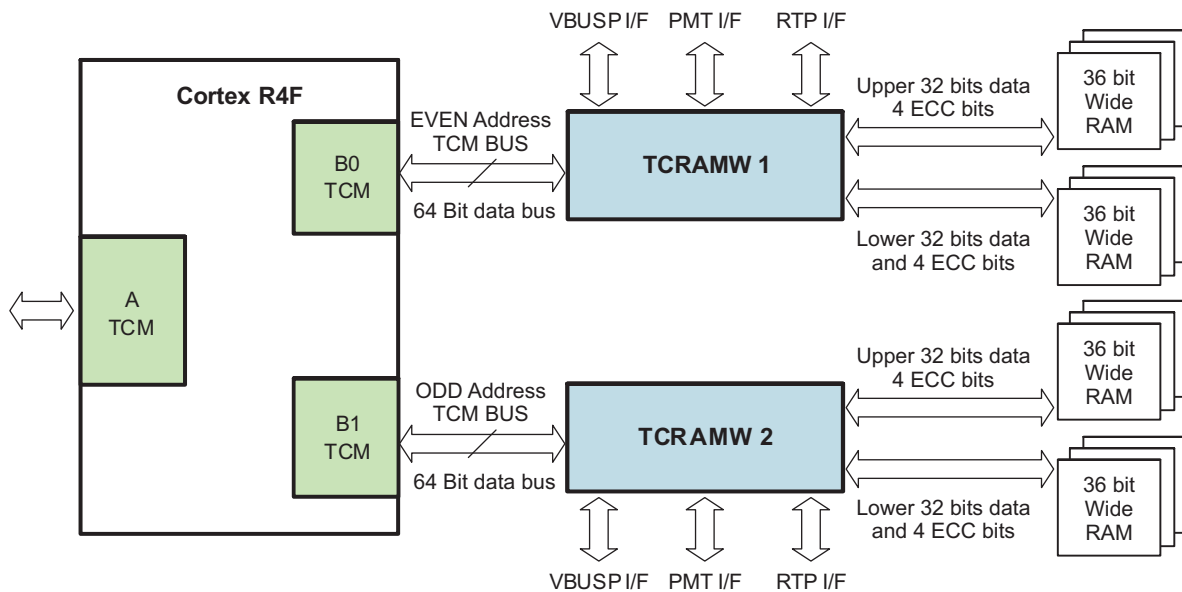 VBUSP I/F
PMT I/F
RTP I/F
Cortex R4F
B0
TCM
EVEN Address
TCM BUS
64 Bit data bus
TCRAMW 1
Upper 32 bits data
4 ECC bits
36 bit
Wide
RAM
Lower 32 bits data
and 4 ECC bits
36 bit
Wide
RAM
A
TCM
B1
TCM
ODD Address
TCM BUS
64 Bit data bus
TCRAMW 2
Upper 32 bits data
4 ECC bits
36 bit
Wide
RAM
Lower 32 bits data
and 4 ECC bits
36 bit
Wide
RAM
VBUSP I/F
PMT I/F
RTP I/F